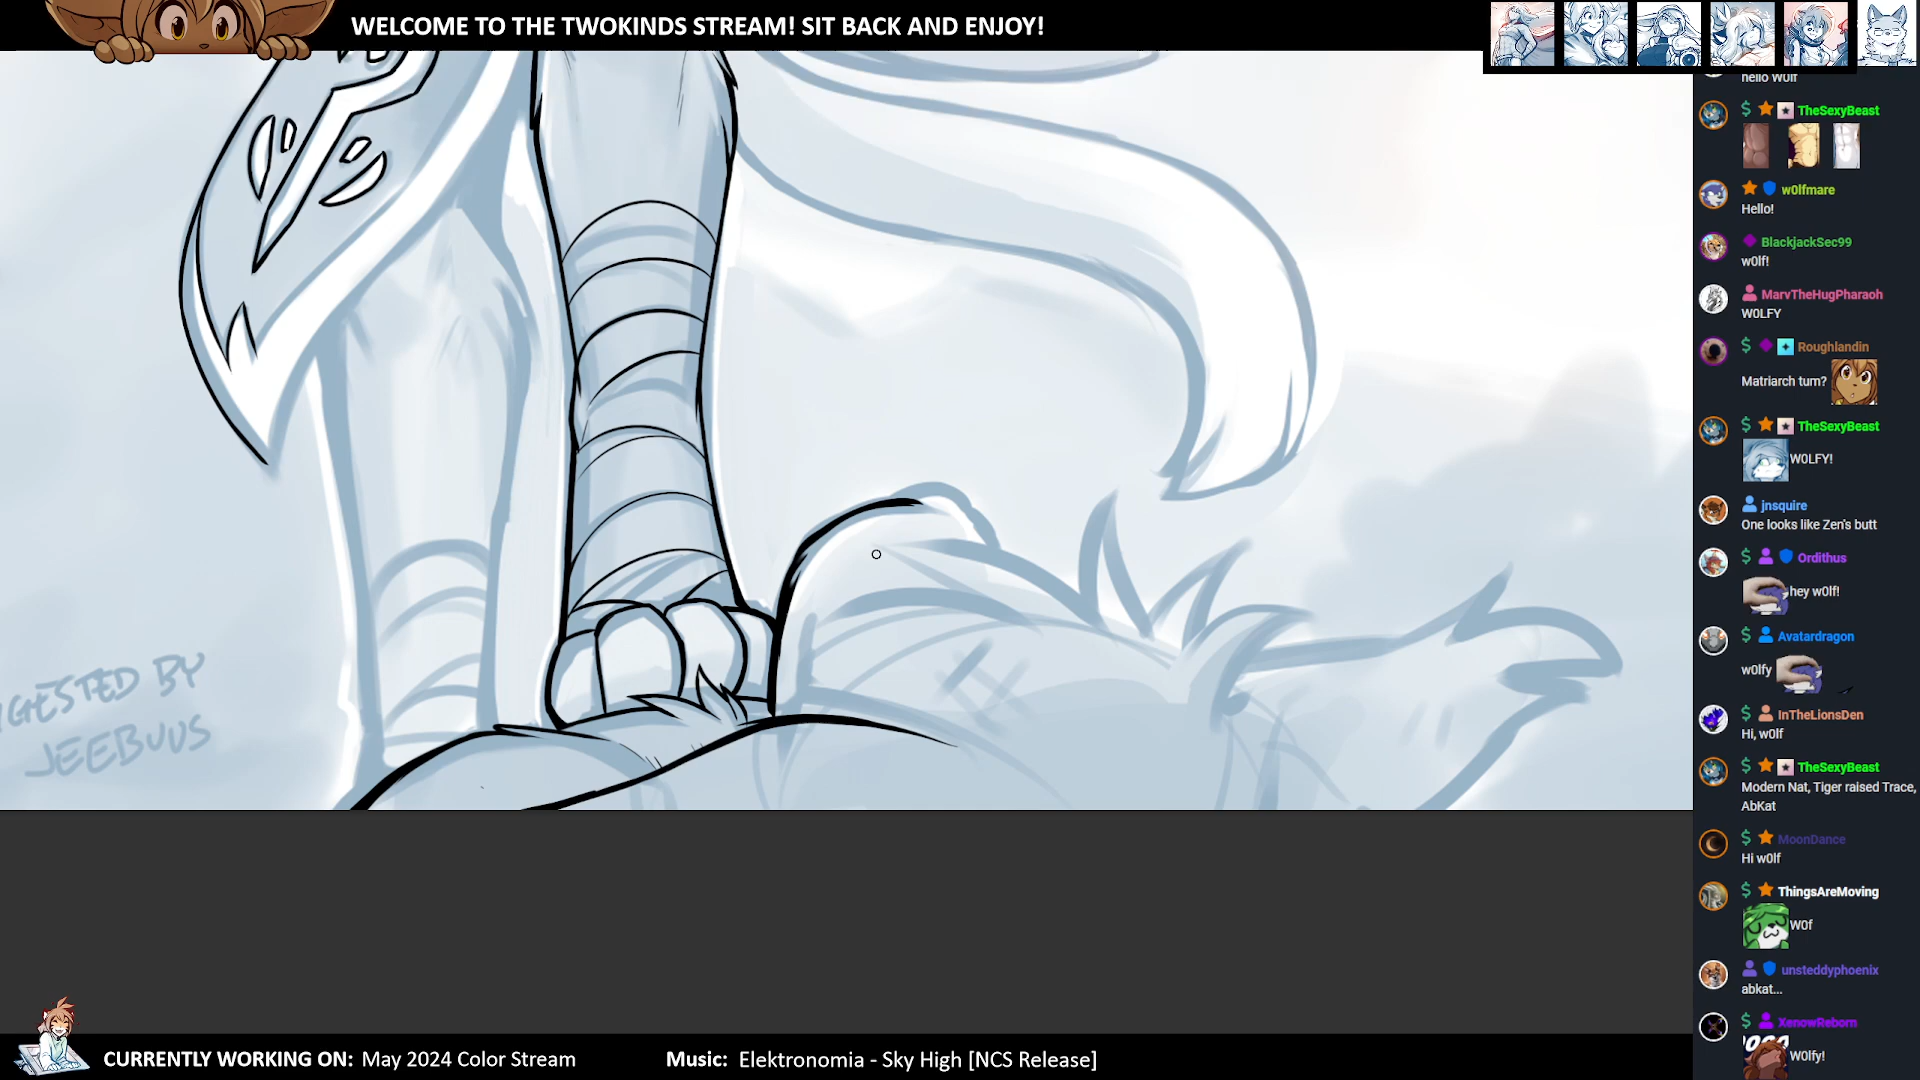 WELCOME TO THE TWOKINDS STREAM! SIT BACK AND ENJOY!
hello W0lf
TheSexyBeast
w0lfmare
Hello!
BlackjackSec99
w0lf!
MarvTheHugPharaoh
W0LFY
Roughlandin
Matriarch tum?
TheSexyBeast
W0LFY!
jnsquire
One looks like Zen's butt
Ordithus
hey w0lf!
Avatardragon
w0lfy
InTheLionsDen
Hi, w0lf
TheSexyBeast
Modern Nat, Tiger raised Trace,
AbKat
MoonDance
Hi w0lf
ThingsAreMoving
W0f
unsteddyphoenix
abkat...
XenowReborn
W0lfy!
GESTED BY
JEEBUUS
CURRENTLY WORKING ON: May 2024 Color Stream
Music: Elektronomia - Sky High [NCS Release]